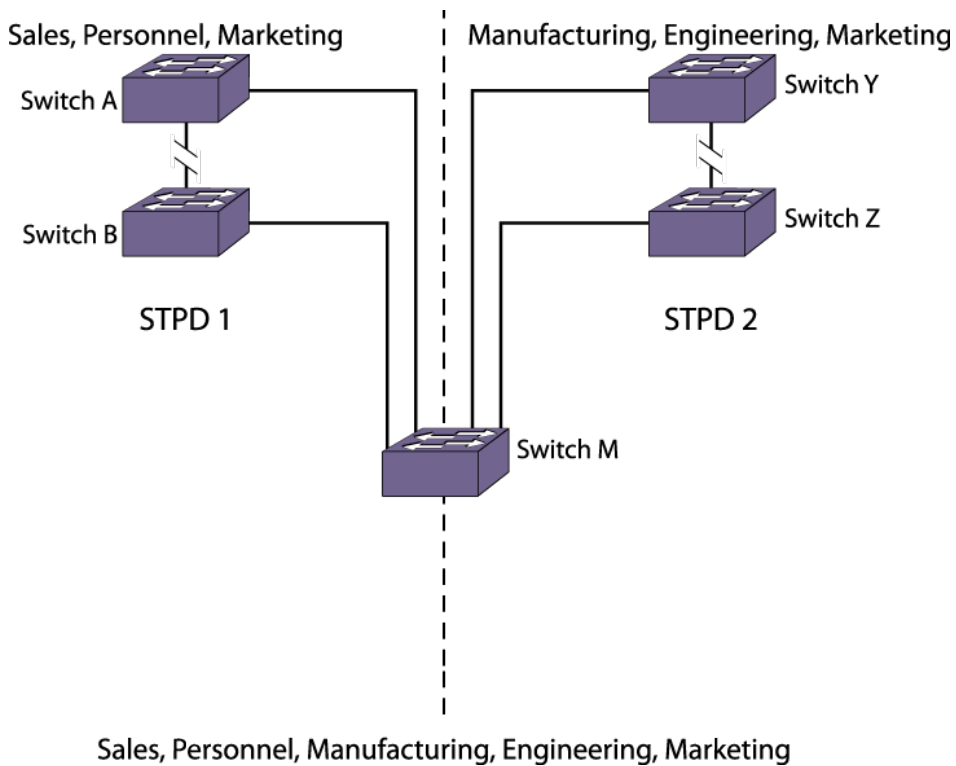 Sales, Personnel, Marketing
Manufacturing, Engineering, Marketing
Switch A
Switch Y
Switch B
Switch Z
STPD 1
STPD 2
Switch M
Sales, Personnel, Manufacturing, Engineering, Marketing